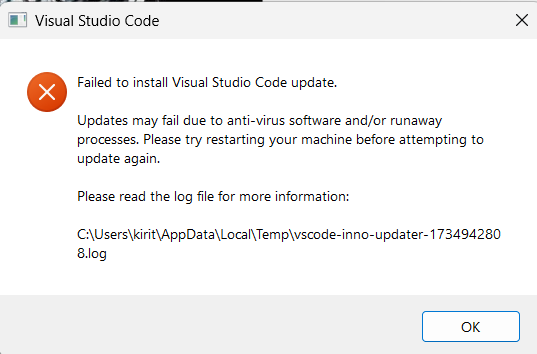 Visual Studio Code
Failed to install Visual Studio Code update.
Updates may fail due to anti-virus software and/or runaway
processes. Please try restarting your machine before attempting to
update again.
Please read the log file for more information:
C:\Users\kirit\AppData\Local\Temp\vscode-inno-updater-173494280
8.log
OK